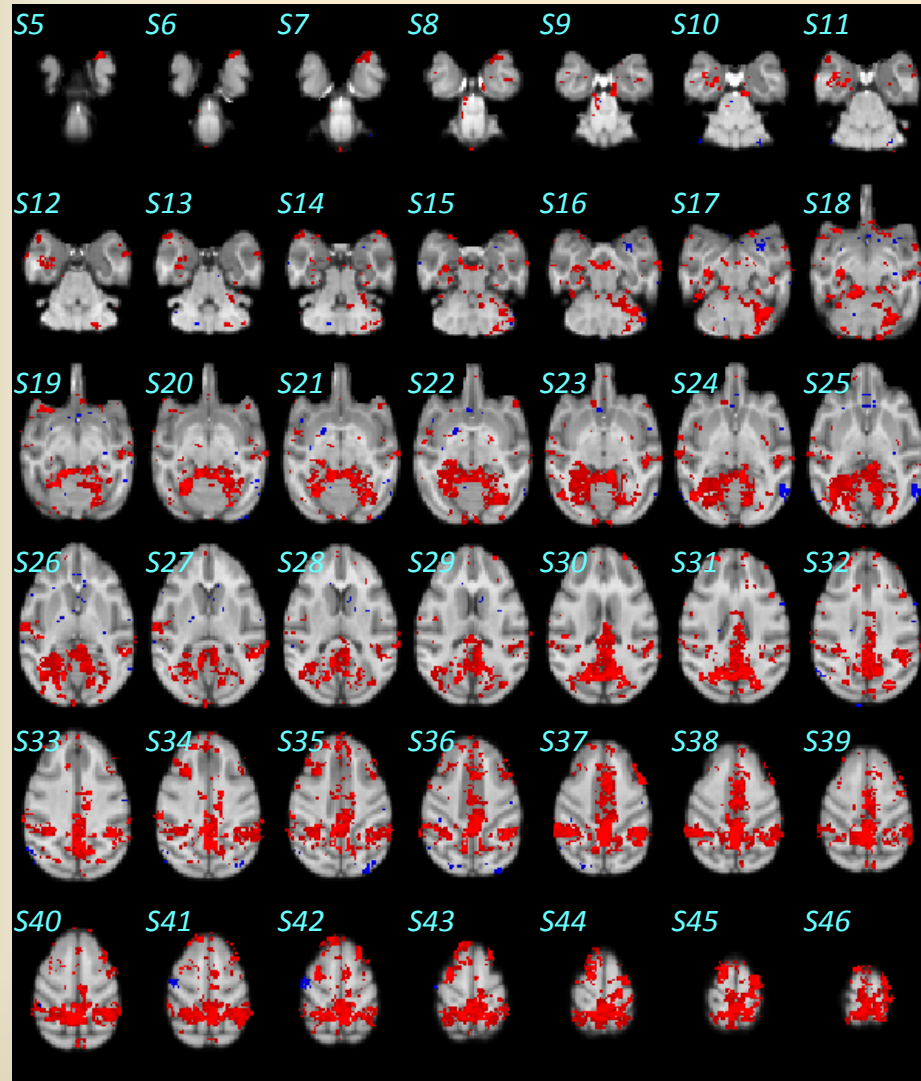 S5 S6 S7 S8 S9 S10 S11
S12 S13 S14 S15 S16 S17 S18
S19 S20 S21 S22 S23 S24 S25
S26 S27 S28 S29 S30 S31 S32
S33 S34 S35 S36 S37 S38 S39
S40 S41 S42 S43 S44 S45 S46